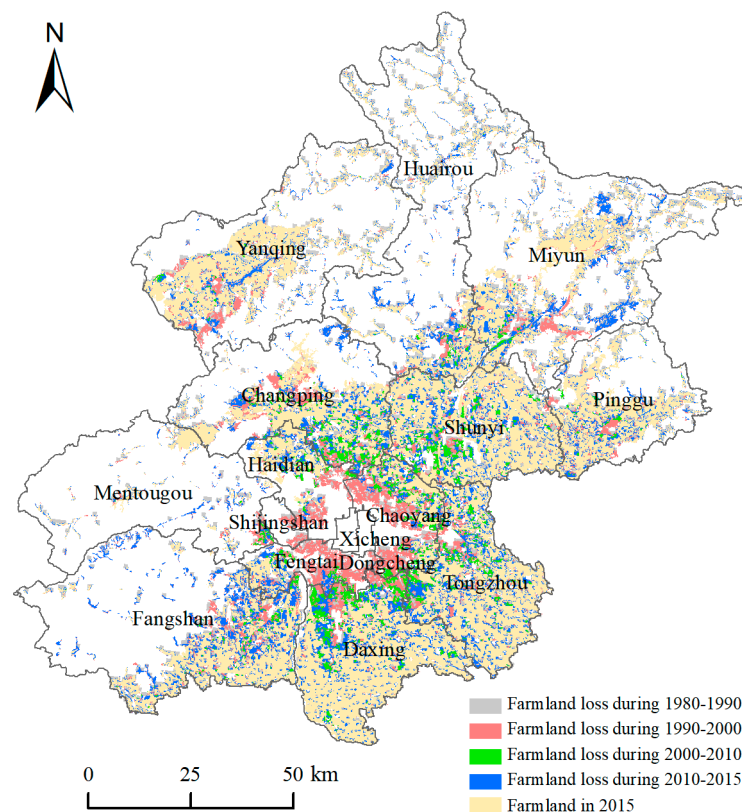 N
Huairou
Yanqing
Miyun
Changping
Pinggu
Shunyi
Haidian
Mentougou
Shijingshan
Chaoyang
Xicheng
Fengtai
Dongcheng
Tongzhou
Fangshan
Daxing
Farmland loss during 1980-1990
Farmland loss during 1990-2000
Farmland loss during 2000-2010
Farmland loss during 2010-2015
Farmland in 2015
0 25 50 km